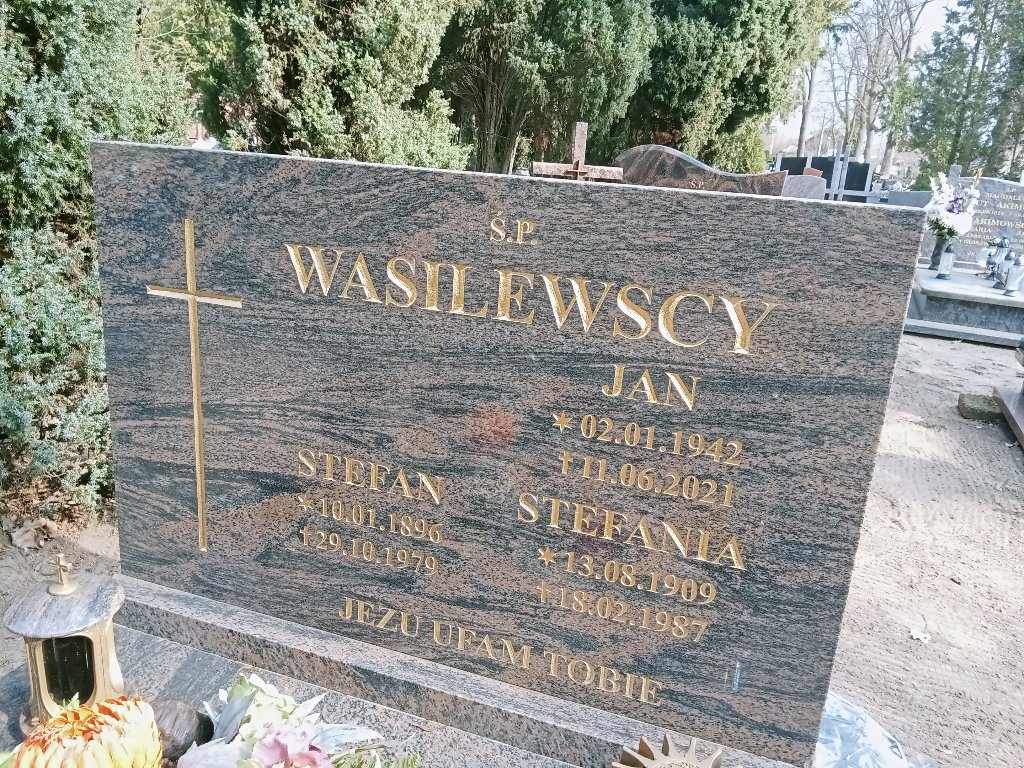 Ś.P.
WASILEWSCY
JAN
✶ 02.01.1942
✝ 11.06.2021
STEFAN
✶ 10.01.1896
✝ 29.10.1979
STEFANIA
✶ 13.08.1909
✝ 18.02.1987
JEZU UFAM TOBIE
Ś.P.